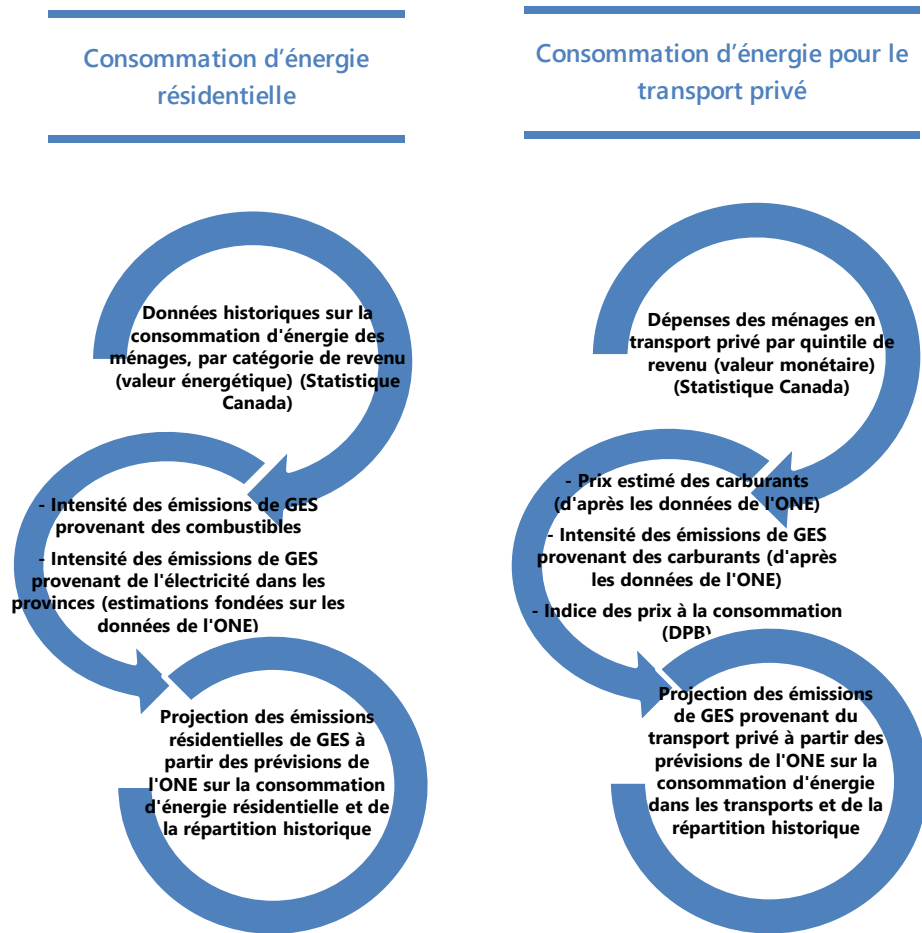 Consommation d'énergie
résidentielle
Données historiques sur la
consommation d'énergie des
ménages, par catégorie de revenu
(valeur énergétique) (Statistique
Canada)
- Intensité des émissions de GES
provenant des combustibles
- Intensité des émissions de GES
provenant de l'électricité dans les
provinces (estimations fondées sur les
données de l'ONE)
Projection des émissions
résidentielles de GES à
partir des prévisions de
l'ONE sur la consommation
d'énergie résidentielle et de
la répartition historique
Consommation d'énergie pour le
transport privé
Dépenses des ménages en
transport privé par quintile de
revenu (valeur monétaire)
(Statistique Canada)
- Prix estimé des carburants
(d'après les données de l'ONE)
- Intensité des émissions de GES
provenant des carburants (d'après
les données de l'ONE)
- Indice des prix à la consommation
(DPB)
Projection des émissions
de GES provenant du
transport privé à partir des
prévisions de l'ONE sur la
consommation d'énergie
dans les transports et de la
répartition historique